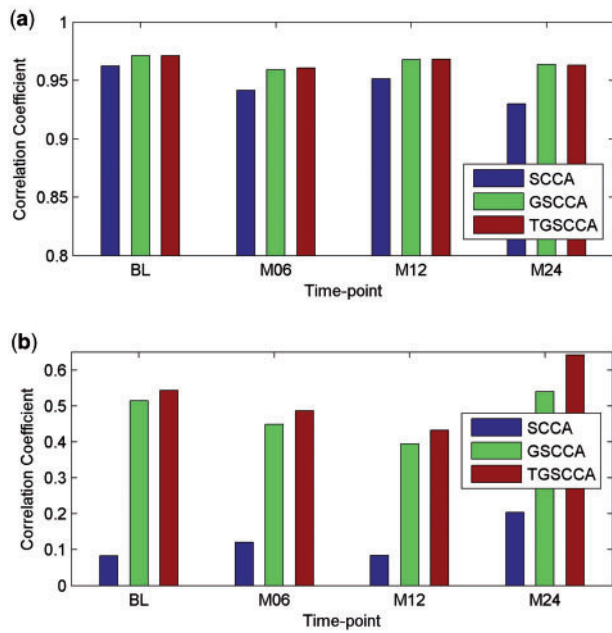 (a)
1
0.95
0.9
0.85
0.8
Correlation Coefficient
SCCA
GSCCA
TGSCCA
BL M06 M12 M24
Time-point
(b)
0.6
0.5
0.4
0.3
0.2
0.1
0
Correlation Coefficient
SCCA
GSCCA
TGSCCA
BL M06 M12 M24
Time-point